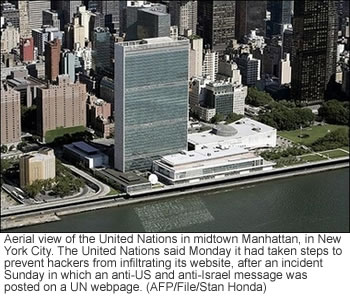 Aerial view of the United Nations in midtown Manhattan, in New
York City. The United Nations said Monday it had taken steps to
prevent hackers from infiltrating its website, after an incident
Sunday in which an anti-US and anti-Israel message was
posted on a UN webpage. (AFP/File/Stan Honda)